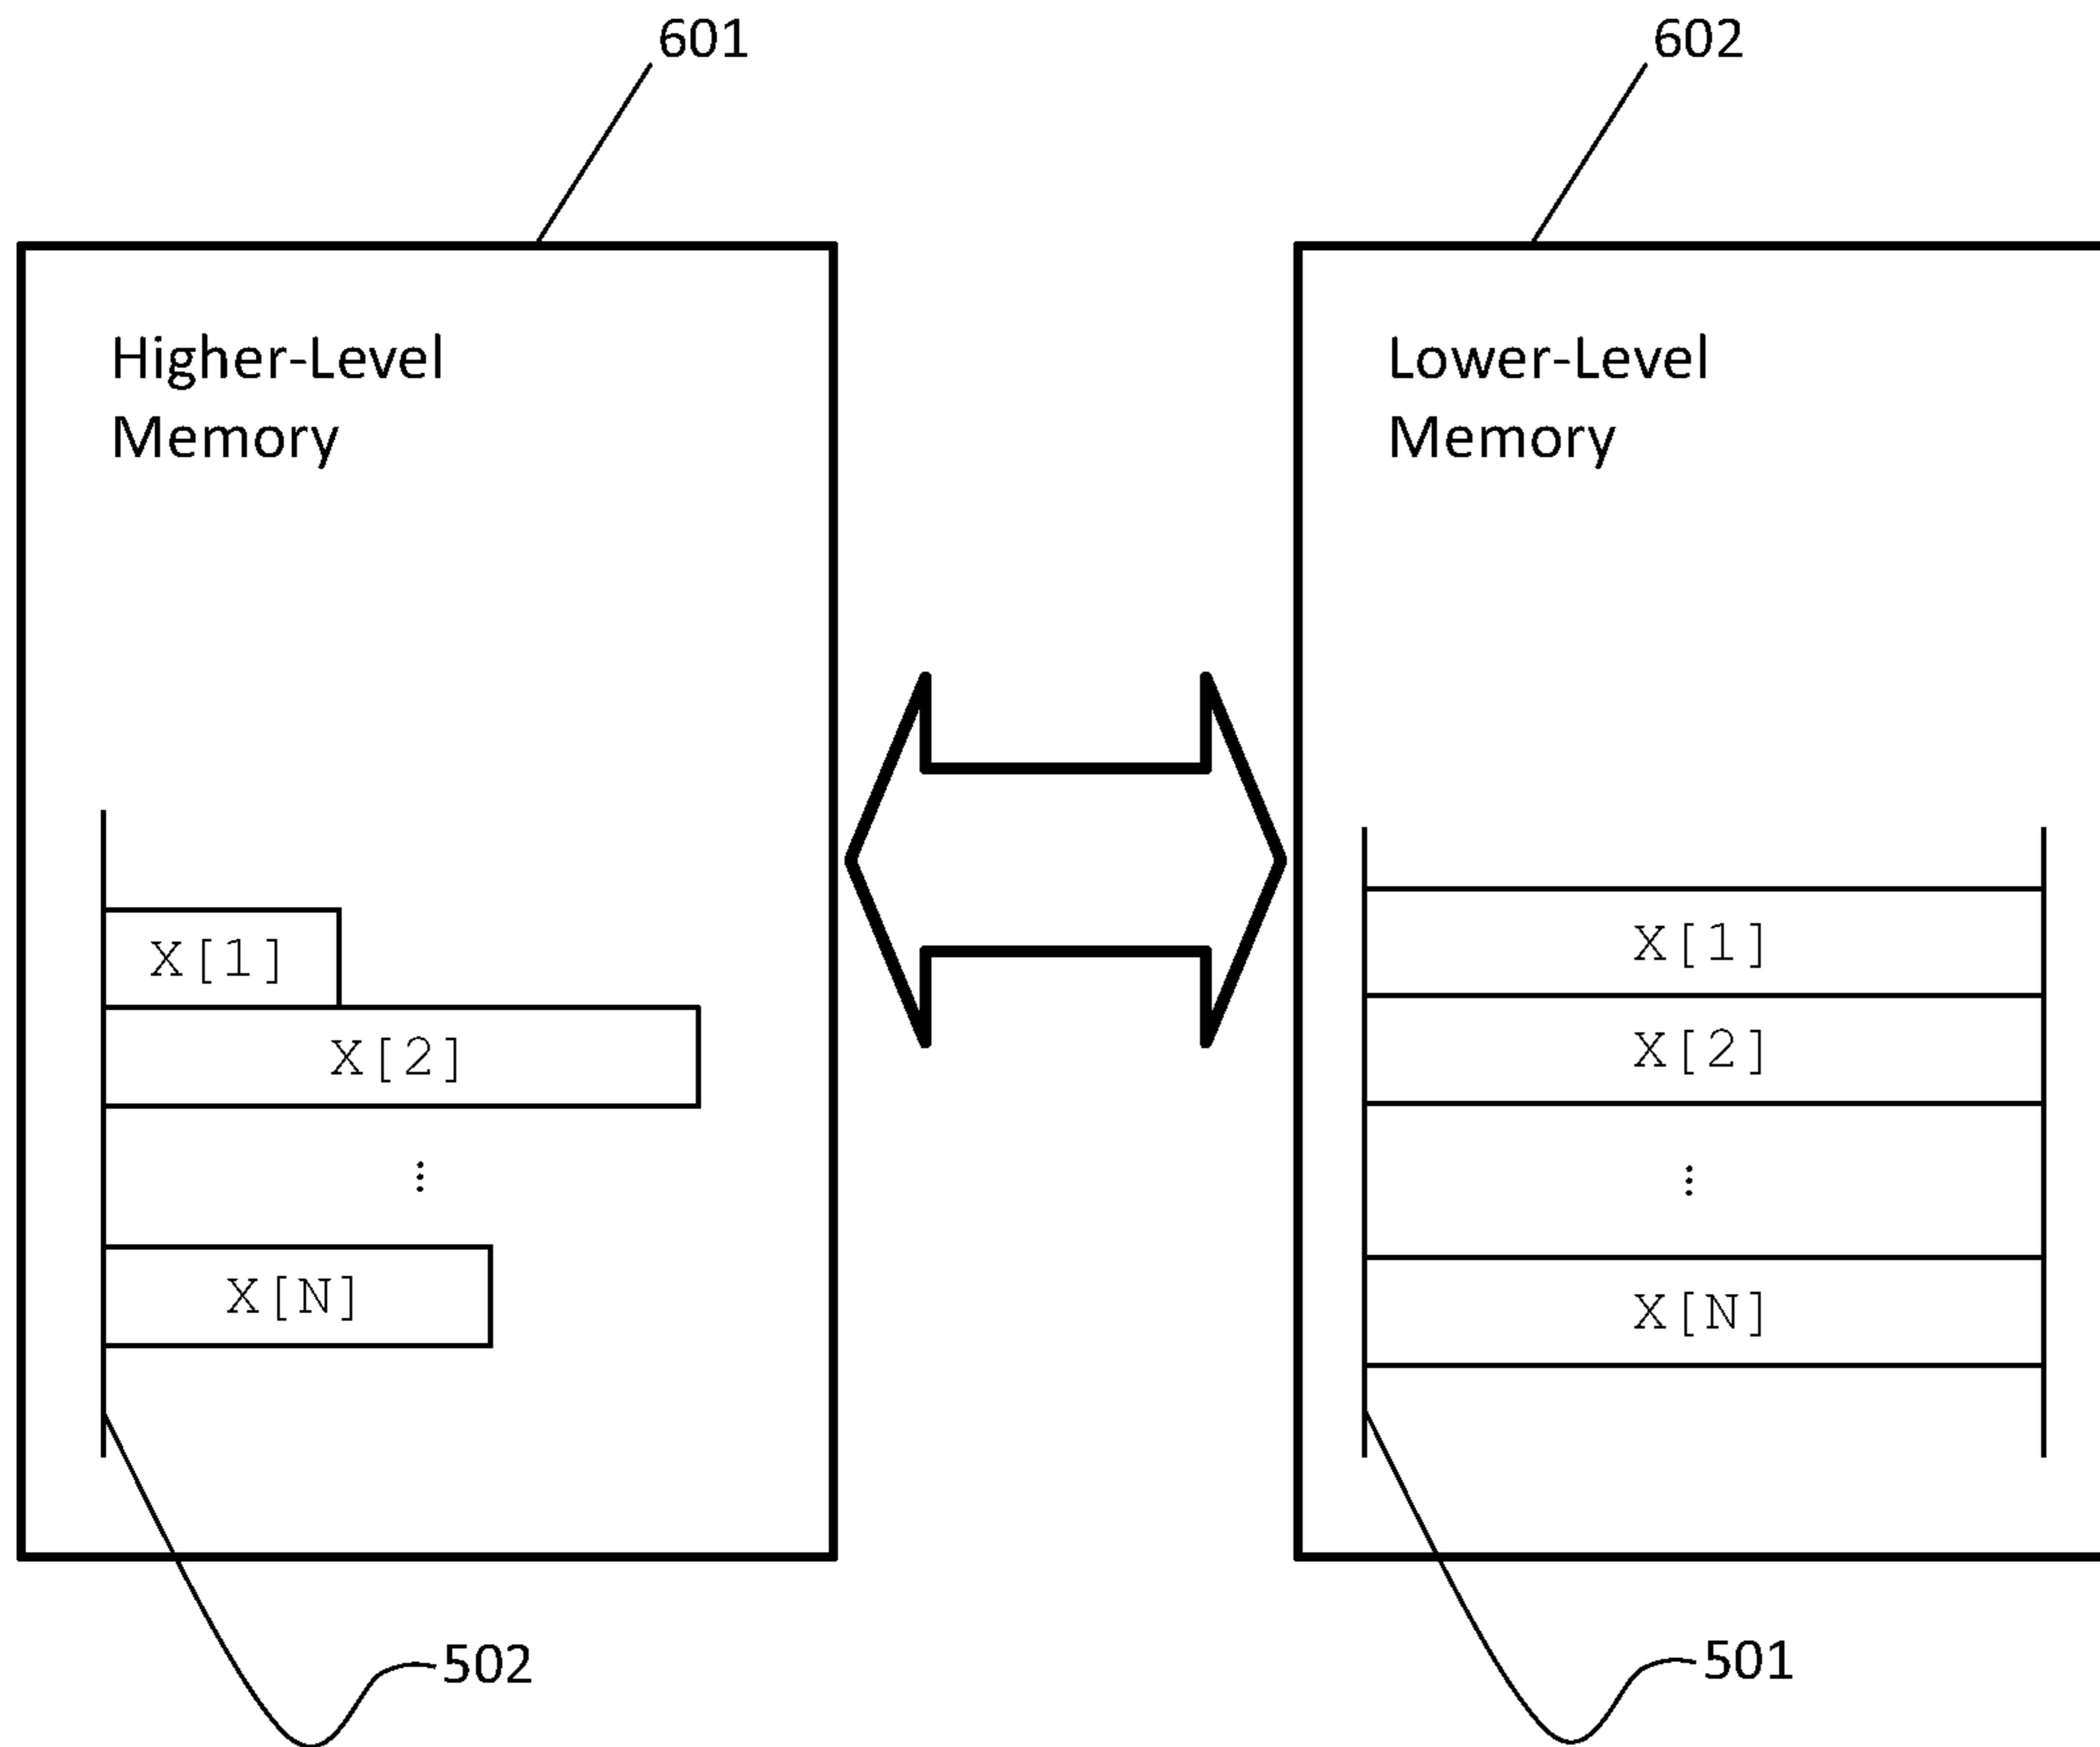 601
602
Higher-Level
Memory
Lower-Level
Memory
X[1]
X[2]
⋮
X[N]
X[1]
X[2]
⋮
X[N]
502
501